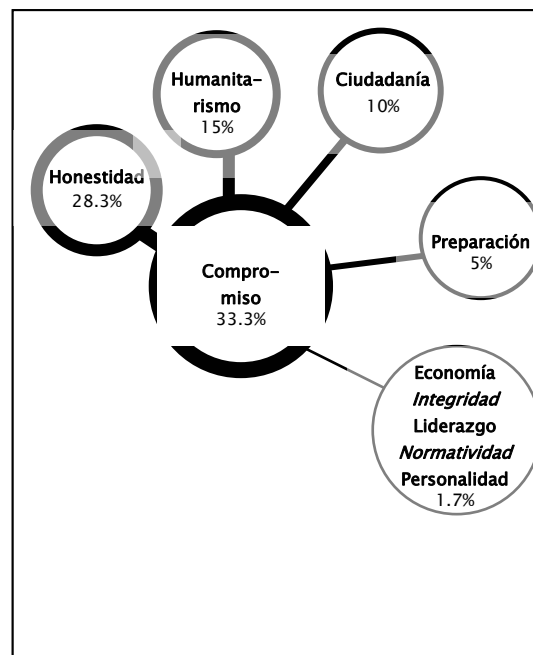 Humanita-
rismo
15%
Ciudadanía
10%
Honestidad
28.3%
Preparación
5%
Compro-
miso
33.3%
Economía
Integridad
Liderazgo
Normatividad
Personalidad
1.7%